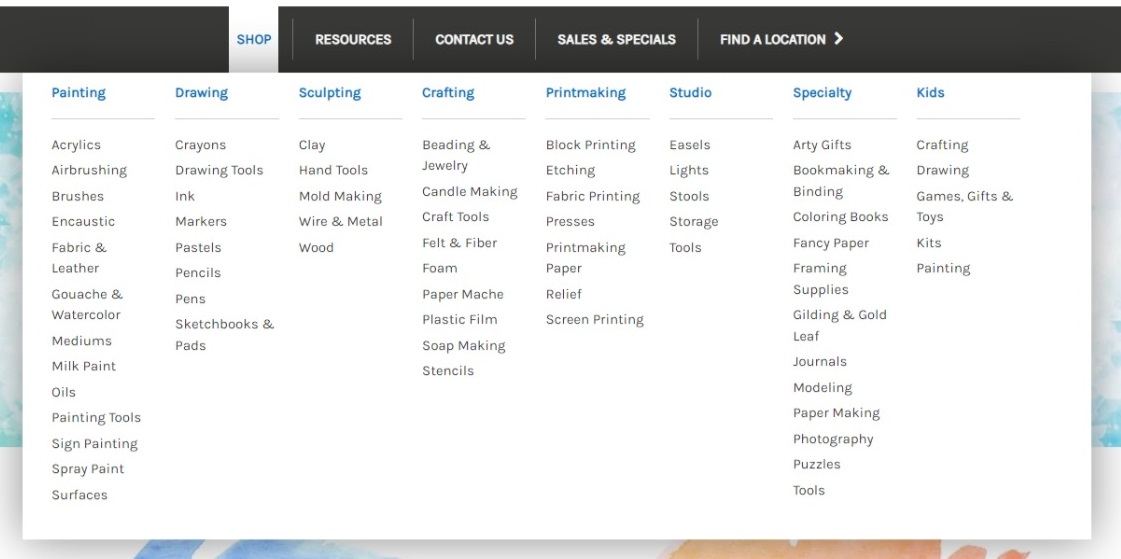 SHOP
RESOURCES
CONTACT US
SALES & SPECIALS
FIND A LOCATION
Painting
Acrylics
Airbrushing
Brushes
Encaustic
Fabric &
Leather
Gouache &
Watercolor
Mediums
Milk Paint
Oils
Painting Tools
Sign Painting
Spray Paint
Surfaces
Drawing
Crayons
Drawing Tools
Ink
Markers
Pastels
Pencils
Pens
Sketchbooks &
Pads
Sculpting
Clay
Hand Tools
Mold Making
Wire & Metal
Wood
Crafting
Beading &
Jewelry
Candle Making
Craft Tools
Felt & Fiber
Foam
Paper Mache
Plastic Film
Soap Making
Stencils
Printmaking
Block Printing
Etching
Fabric Printing
Presses
Printmaking
Paper
Relief
Screen Printing
Studio
Easels
Lights
Stools
Storage
Tools
Specialty
Arty Gifts
Bookmaking &
Binding
Coloring Books
Fancy Paper
Framing
Supplies
Gilding & Gold
Leaf
Journals
Modeling
Paper Making
Photography
Puzzles
Tools
Kids
Crafting
Drawing
Games, Gifts &
Toys
Kits
Painting